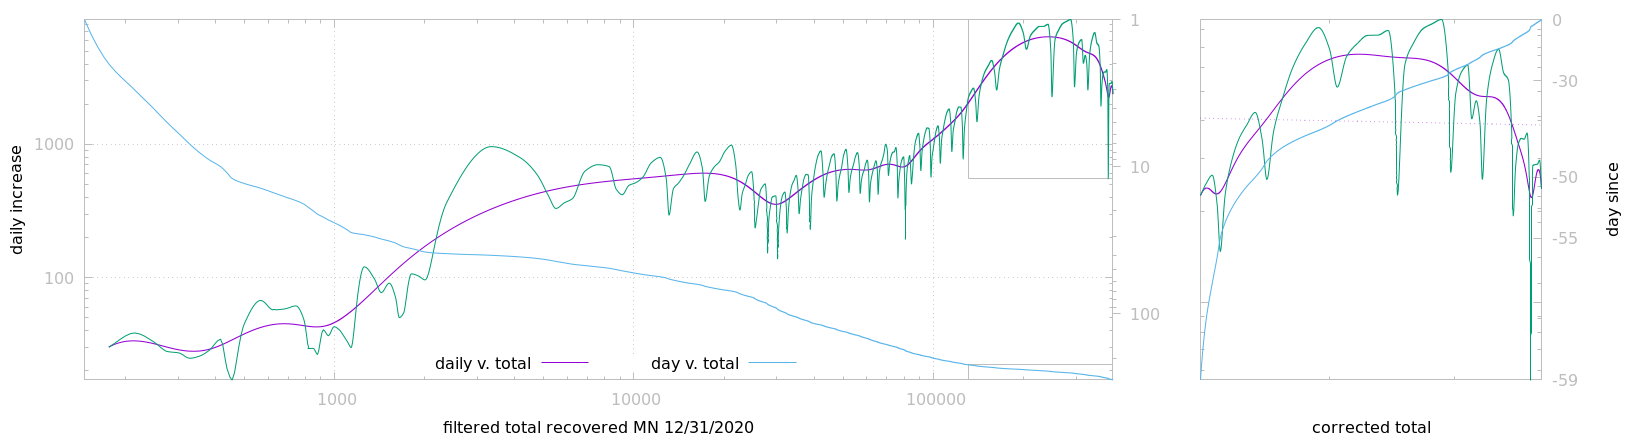 daily increase
1000
100
1000
10000
100000
1
10
100
daily v. total
day v. total
filtered total recovered MN 12/31/2020
0
-30
-50
-55
-59
day since
corrected total